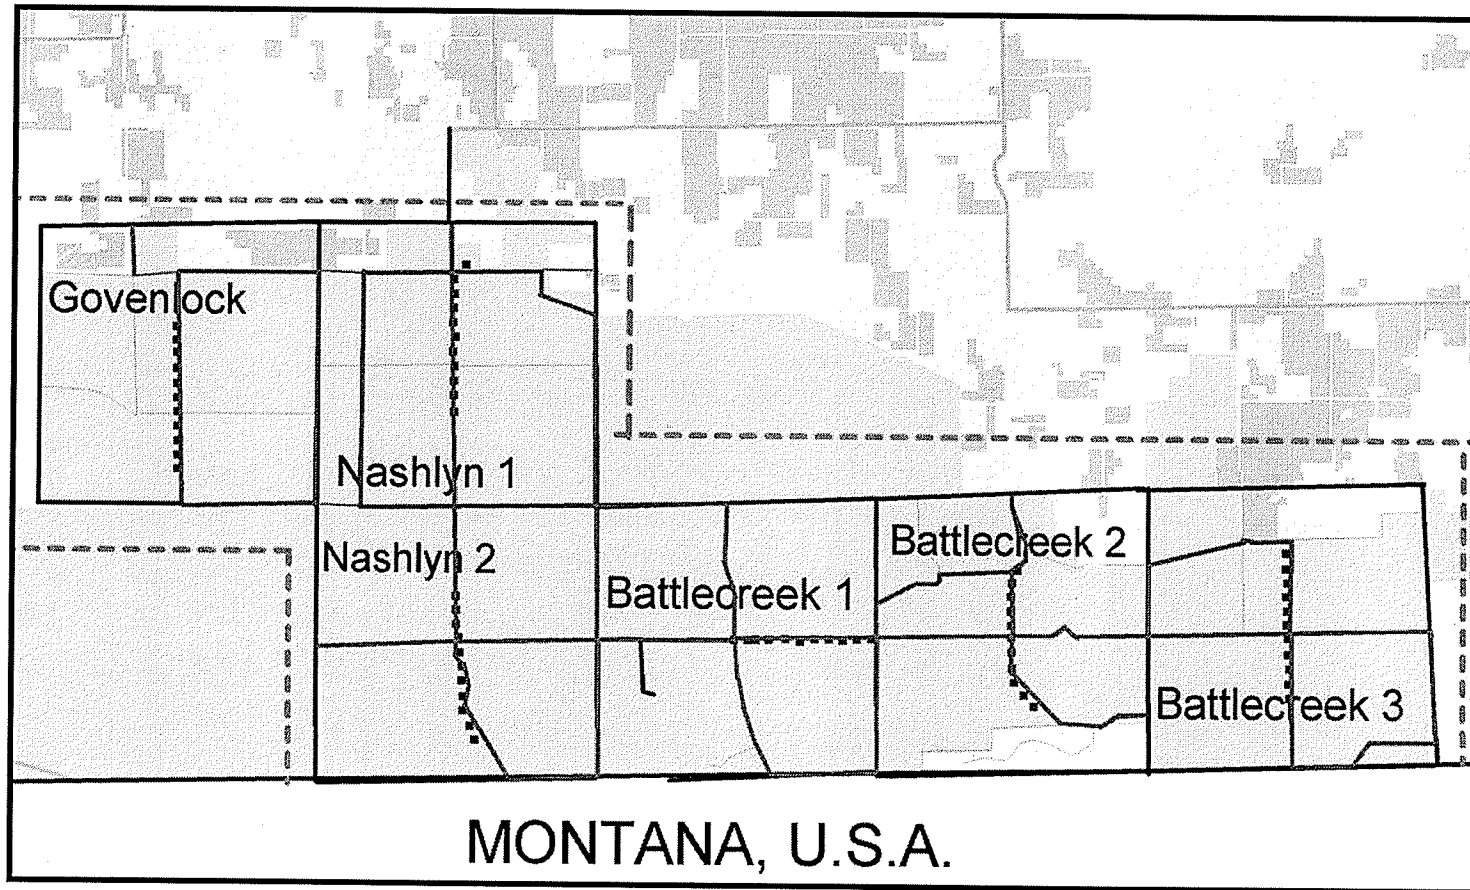 Govenlock
Nashlyn 1
Nashlyn 2
Battlecreek 1
Battlecreek 2
Battlecreek 3
MONTANA, U.S.A.